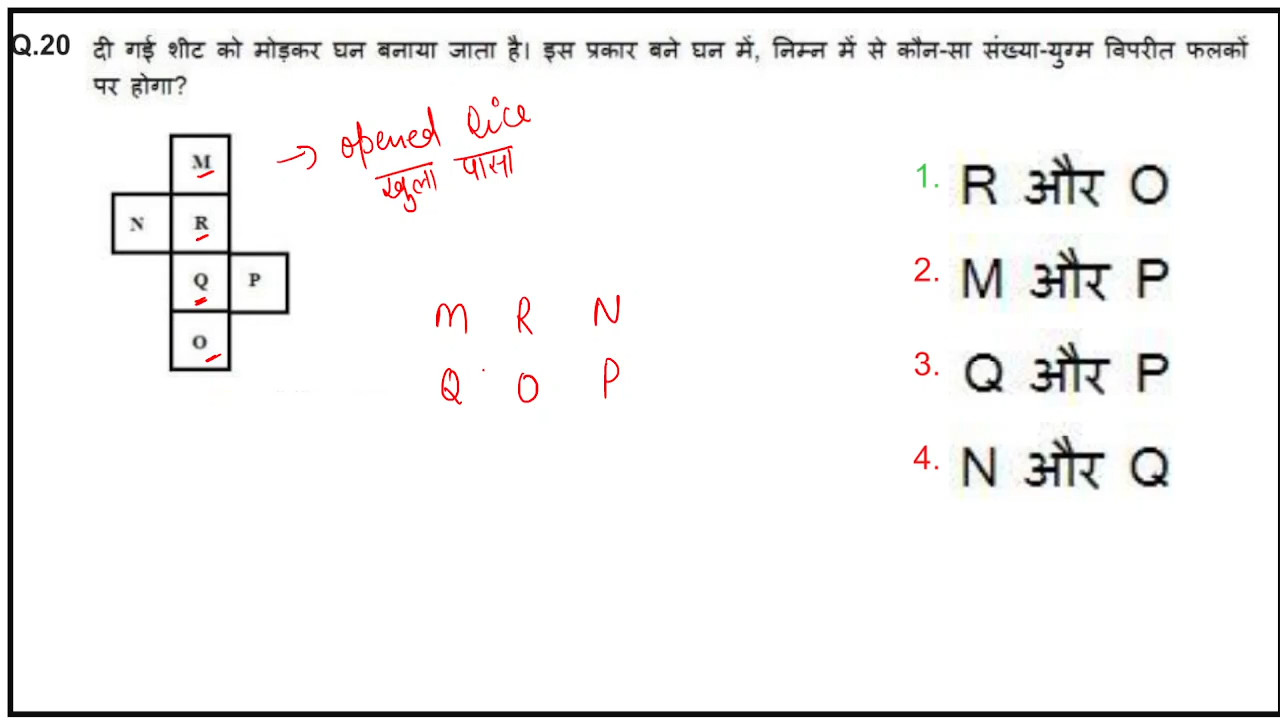 Q.20 दी गई शीट को मोड़कर घन बनाया जाता है। इस प्रकार बने घन में, निम्न में से कौन-सा संख्या-युग्म विपरीत फलकों
पर होगा?
M → opened Dice
खुला पासा
N R
Q P
O
M R N
Q O P
1. R और O
2. M और P
3. Q और P
4. N और Q